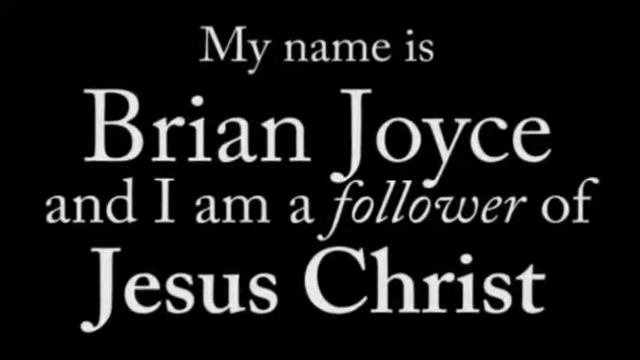 My name is
Brian Joyce
and I am a follower of
Jesus Christ